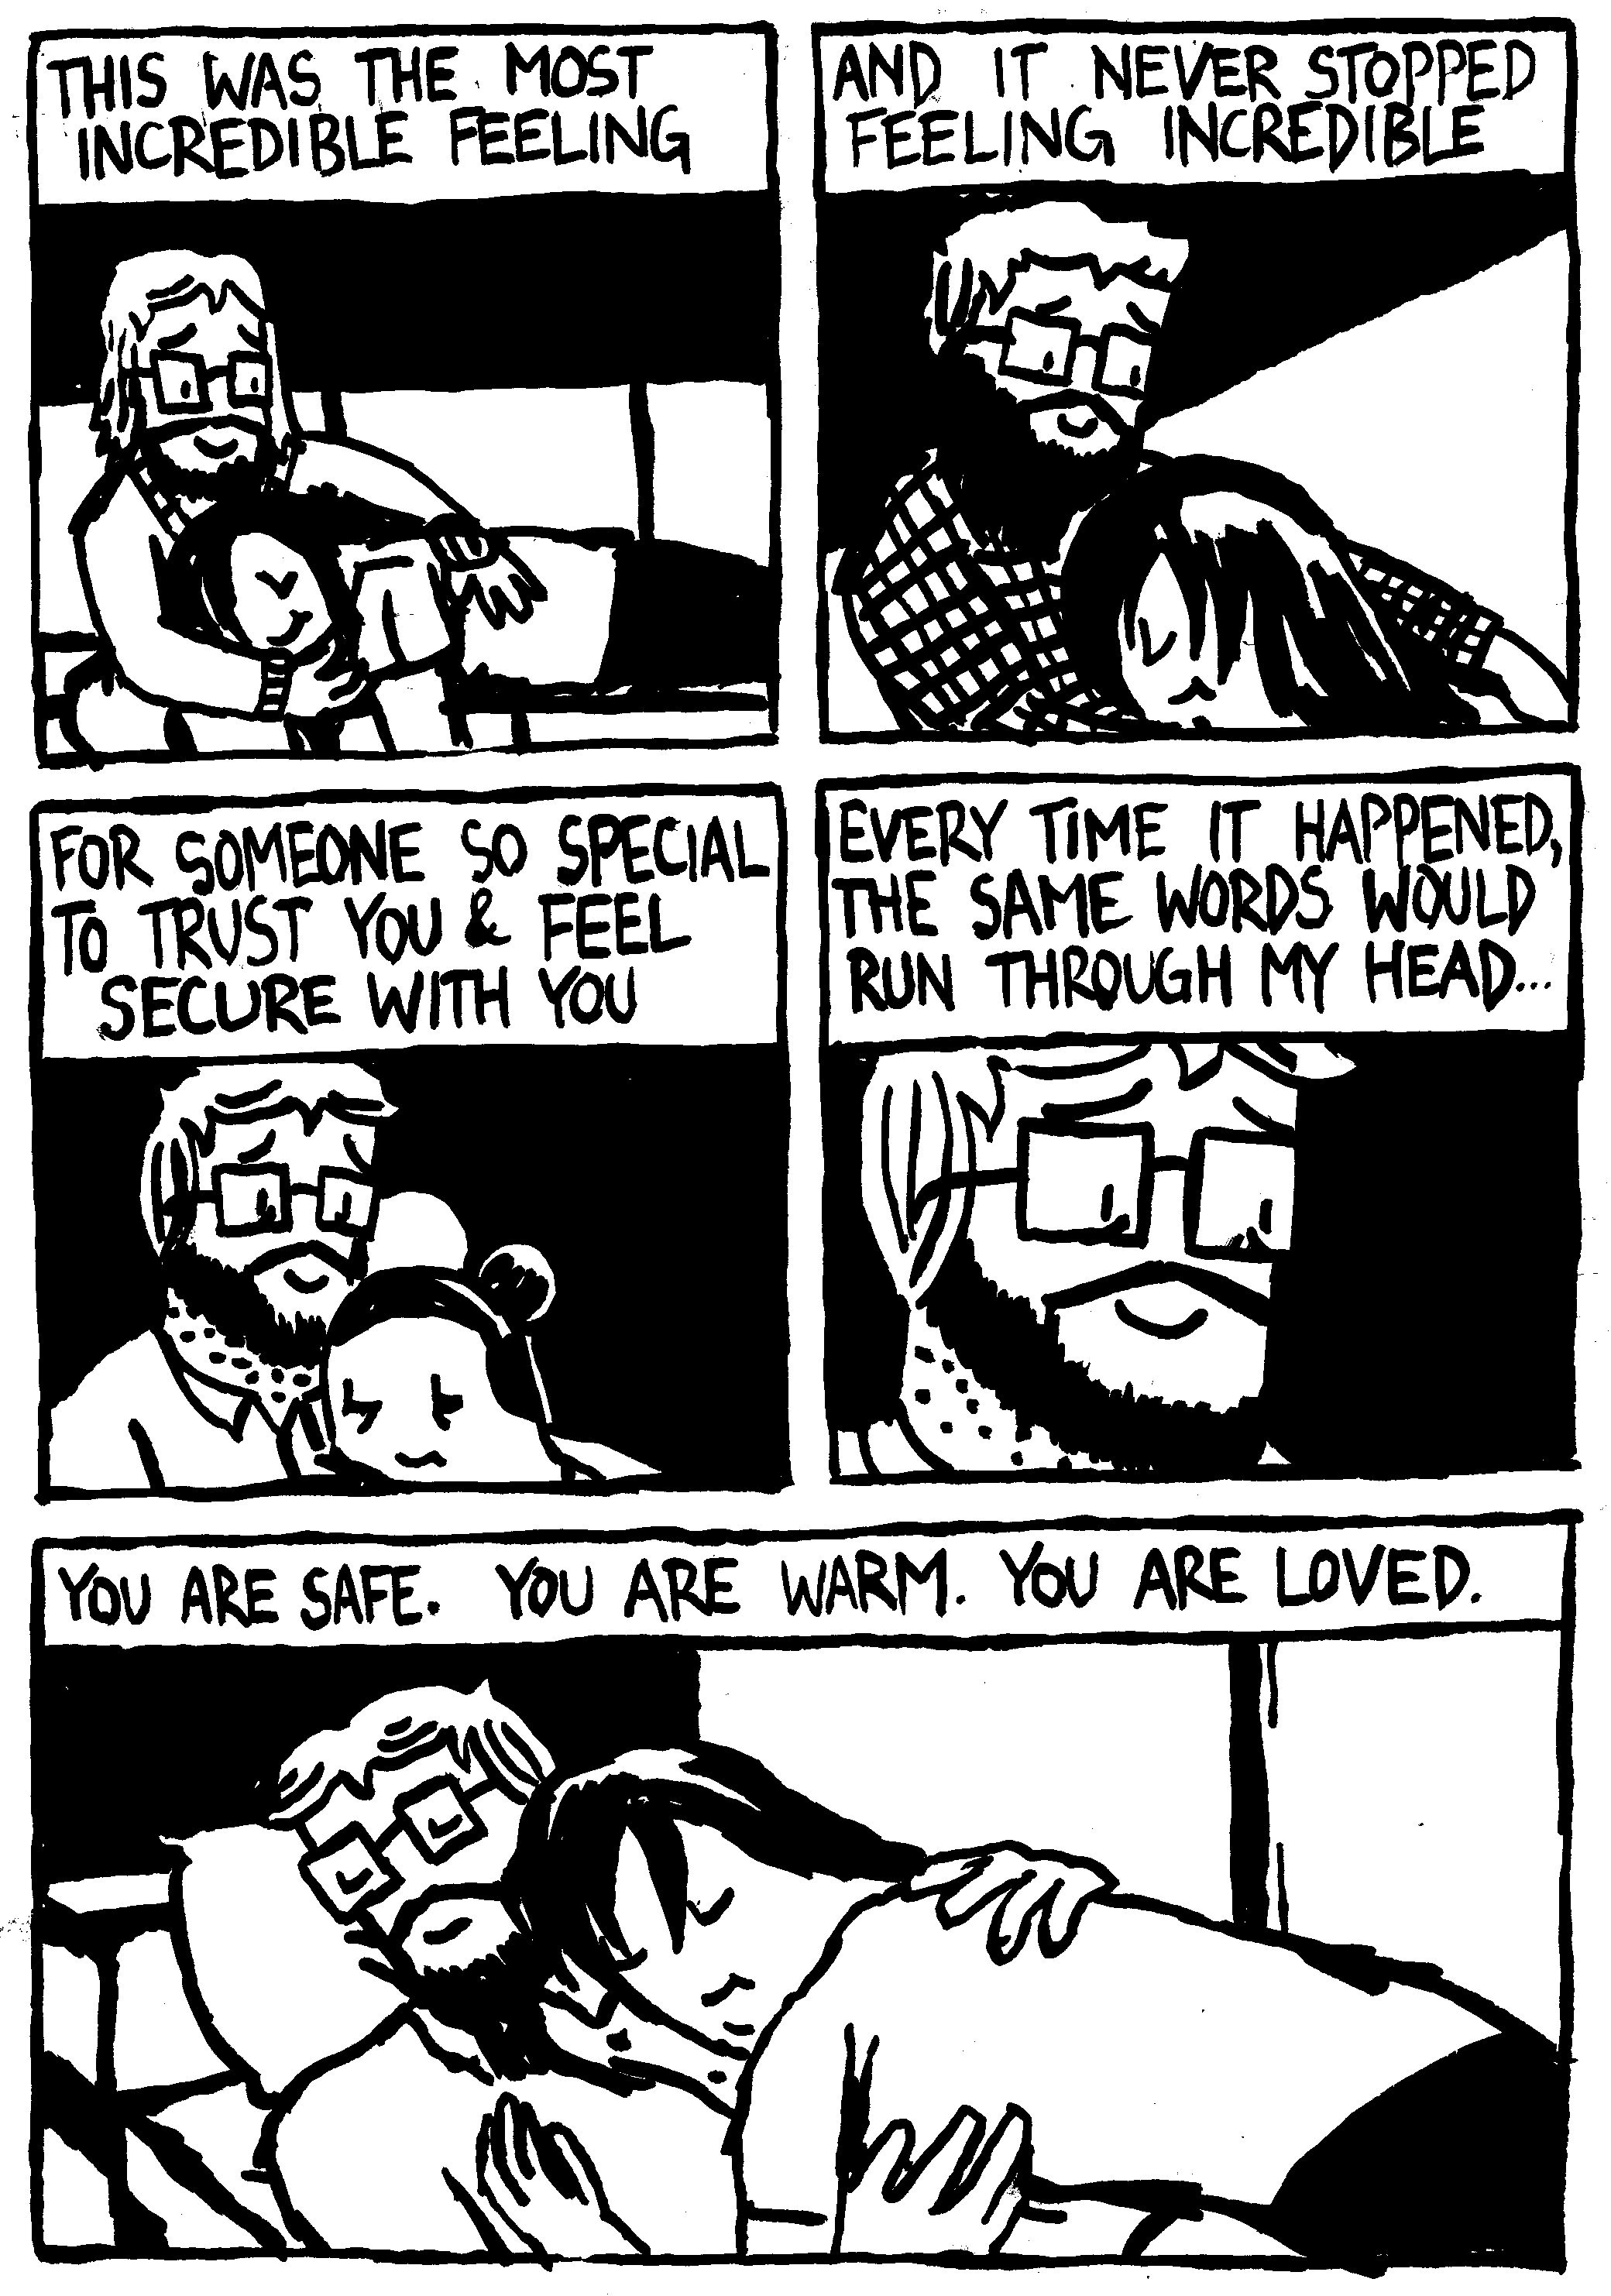 THIS WAS THE MOST
INCREDIBLE FEELING
AND IT NEVER STOPPED
FEELING INCREDIBLE
FOR SOMEONE SO SPECIAL
TO TRUST YOU & FEEL
SECURE WITH YOU
EVERY TIME IT HAPPENED,
THE SAME WORDS WOULD
RUN THROUGH MY HEAD...
YOU ARE SAFE. YOU ARE WARM. YOU ARE LOVED.